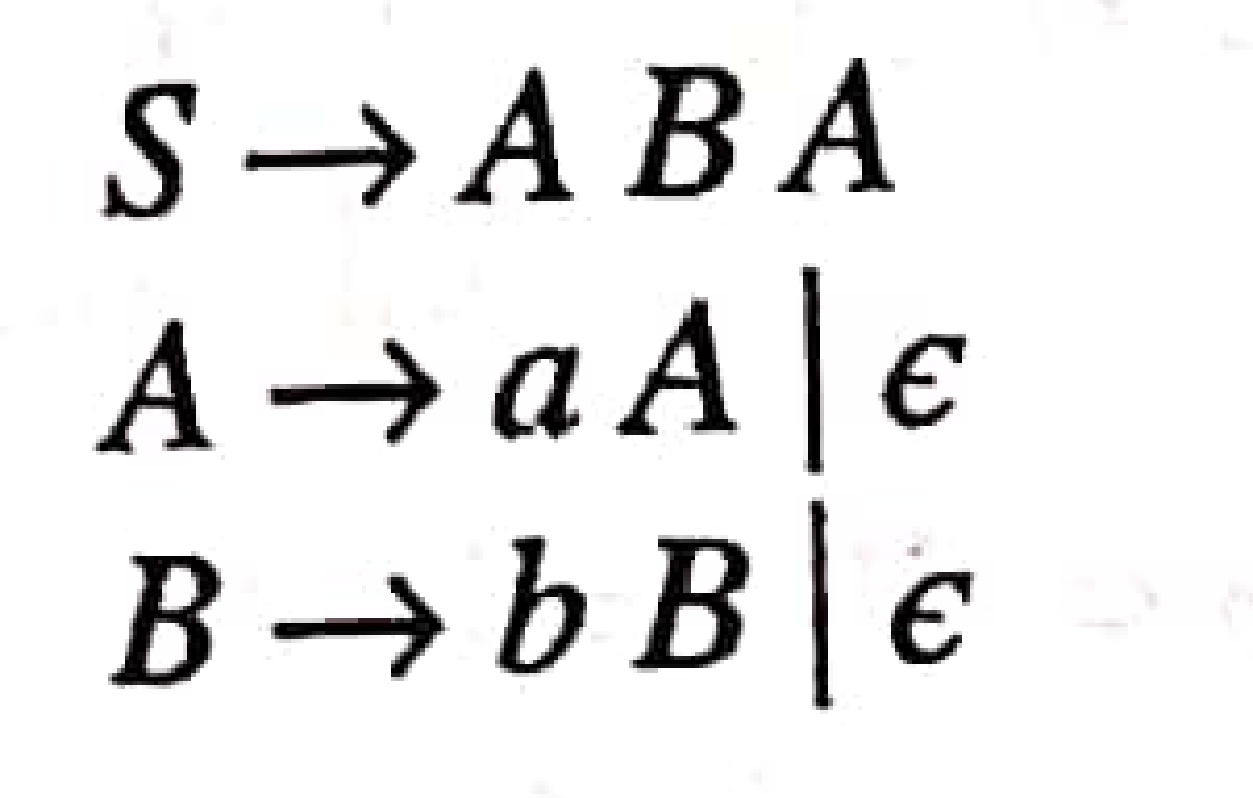 S → A B A
A → a A | ϵ
B → b B | ϵ